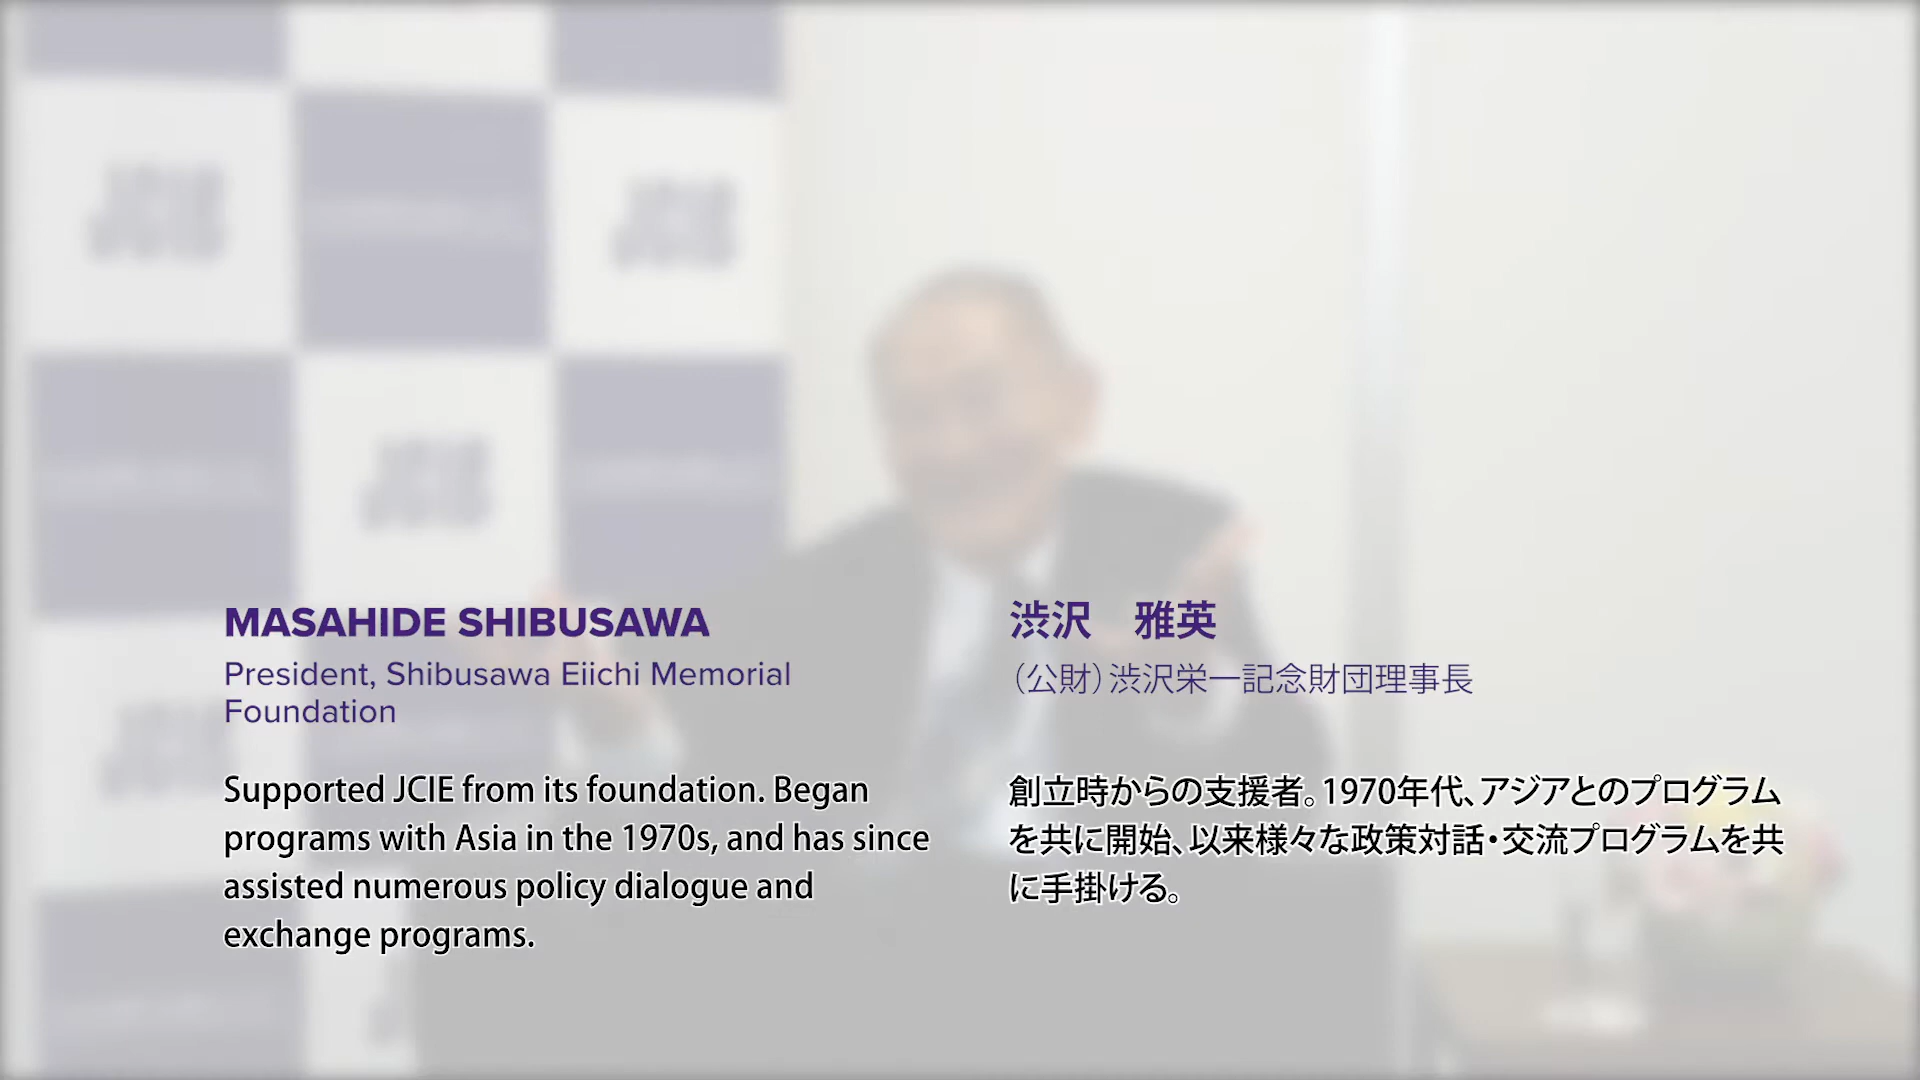 MASAHIDE SHIBUSAWA
President, Shibusawa Eiichi Memorial
Foundation
Supported JCIE from its foundation. Began
programs with Asia in the 1970s, and has since
assisted numerous policy dialogue and
exchange programs.
渋沢　雅英
（公財）渋沢栄一記念財団理事長
創立時からの支援者。1970年代、アジアとのプログラム
を共に開始、以来様々な政策対話・交流プログラムを共
に手掛ける。
JCIE
JCIE
JCIE